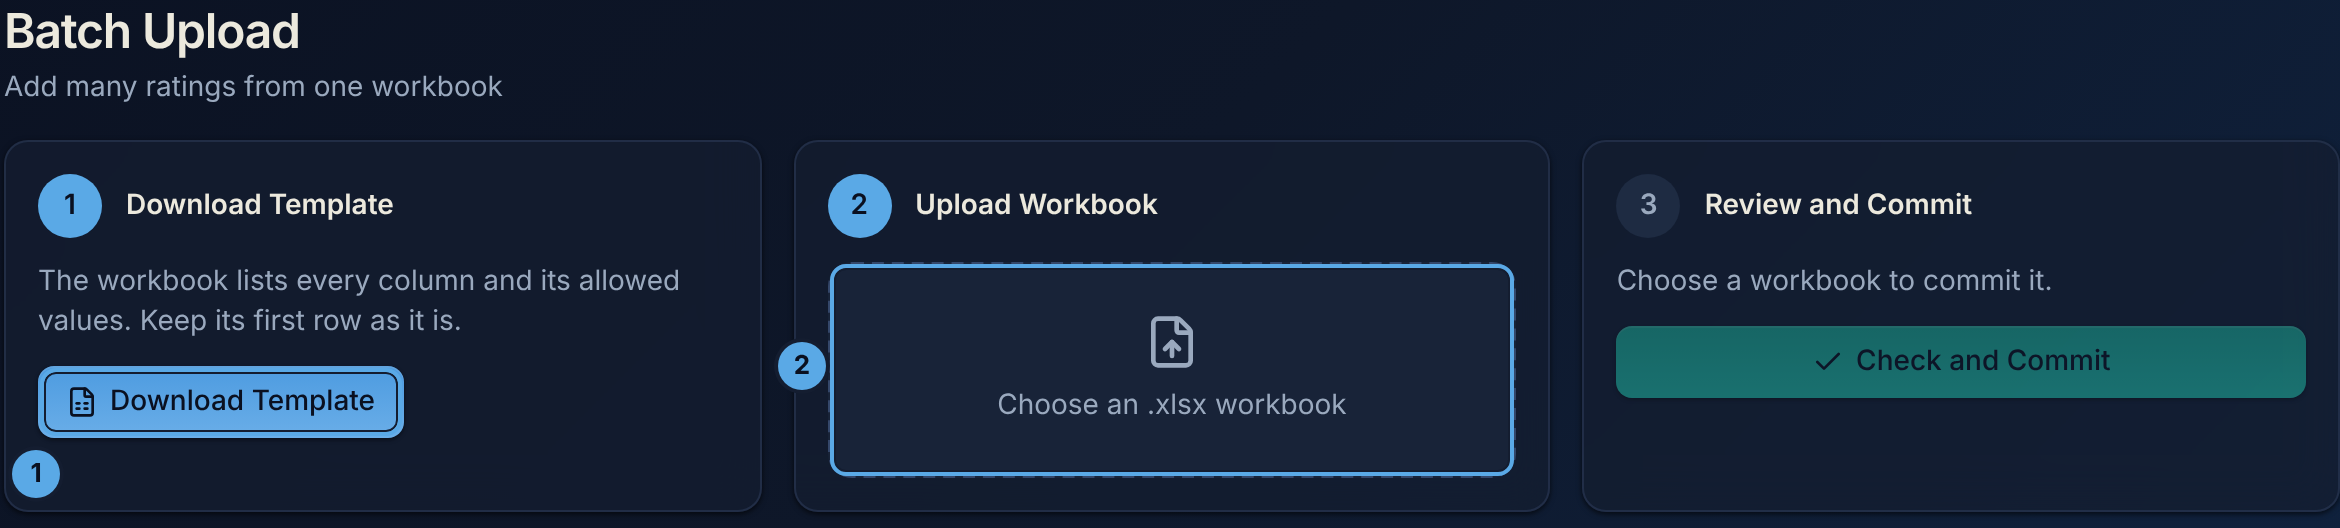 Batch Upload
Add many ratings from one workbook
1 Download Template
The workbook lists every column and its allowed
values. Keep its first row as it is.
Download Template
1
2 Upload Workbook
2
Choose an .xlsx workbook
3 Review and Commit
Choose a workbook to commit it.
Check and Commit